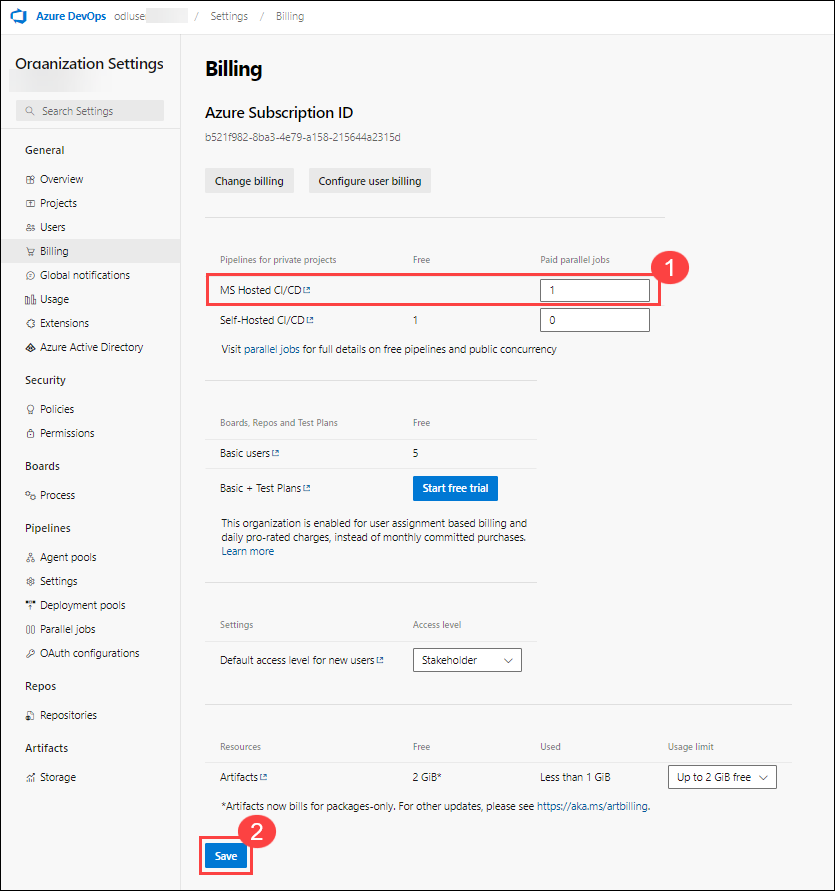 Azure DevOps odluse / Settings / Billing
Organization Settings
Search Settings
General
Overview
Projects
Users
Billing
Global notifications
Usage
Extensions
Azure Active Directory
Security
Policies
Permissions
Boards
Process
Pipelines
Agent pools
Settings
Deployment pools
Parallel jobs
OAuth configurations
Repos
Repositories
Artifacts
Storage
Billing
Azure Subscription ID
b521f982-8ba3-4e79-a158-215644a2315d
Change billing Configure user billing
Pipelines for private projects Free Paid parallel jobs
1
MS Hosted CI/CD 1
Self-Hosted CI/CD 1 0
Visit parallel jobs for full details on free pipelines and public concurrency
Boards, Repos and Test Plans Free
Basic users 5
Basic + Test Plans Start free trial
This organization is enabled for user assignment based billing and
daily pro-rated charges, instead of monthly committed purchases.
Learn more
Settings Access level
Default access level for new users Stakeholder
Resources Free Used Usage limit
Artifacts 2 GiB* Less than 1 GiB Up to 2 GiB free
*Artifacts now bills for packages-only. For other updates, please see https://aka.ms/artbilling.
2
Save